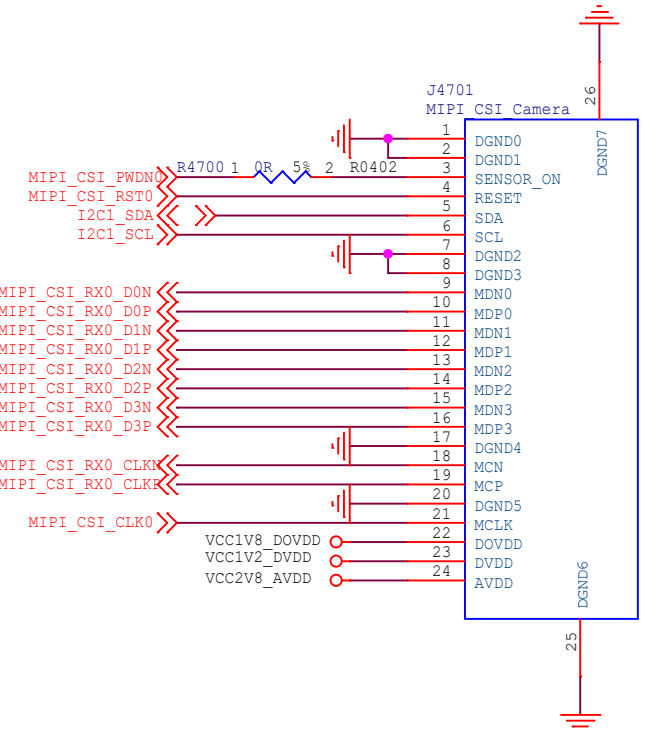 26
J4701
MIPI_CSI_Camera
DGND7
1 DGND0
2 DGND1
MIPI_CSI_PWDN0 R4700 1 0R 5% 2 R0402 3 SENSOR_ON
MIPI_CSI_RST0 4 RESET
I2C1_SDA 5 SDA
I2C1_SCL 6 SCL
7 DGND2
8 DGND3
MIPI_CSI_RX0_D0N 9 MDN0
MIPI_CSI_RX0_D0P 10 MDP0
MIPI_CSI_RX0_D1N 11 MDN1
MIPI_CSI_RX0_D1P 12 MDP1
MIPI_CSI_RX0_D2N 13 MDN2
MIPI_CSI_RX0_D2P 14 MDP2
MIPI_CSI_RX0_D3N 15 MDN3
MIPI_CSI_RX0_D3P 16 MDP3
17 DGND4
MIPI_CSI_RX0_CLKN 18 MCN
MIPI_CSI_RX0_CLKP 19 MCP
20 DGND5
MIPI_CSI_CLK0 21 MCLK
VCC1V8_DOVDD 22 DOVDD
VCC1V2_DVDD 23 DVDD
VCC2V8_AVDD 24 AVDD
DGND6
25